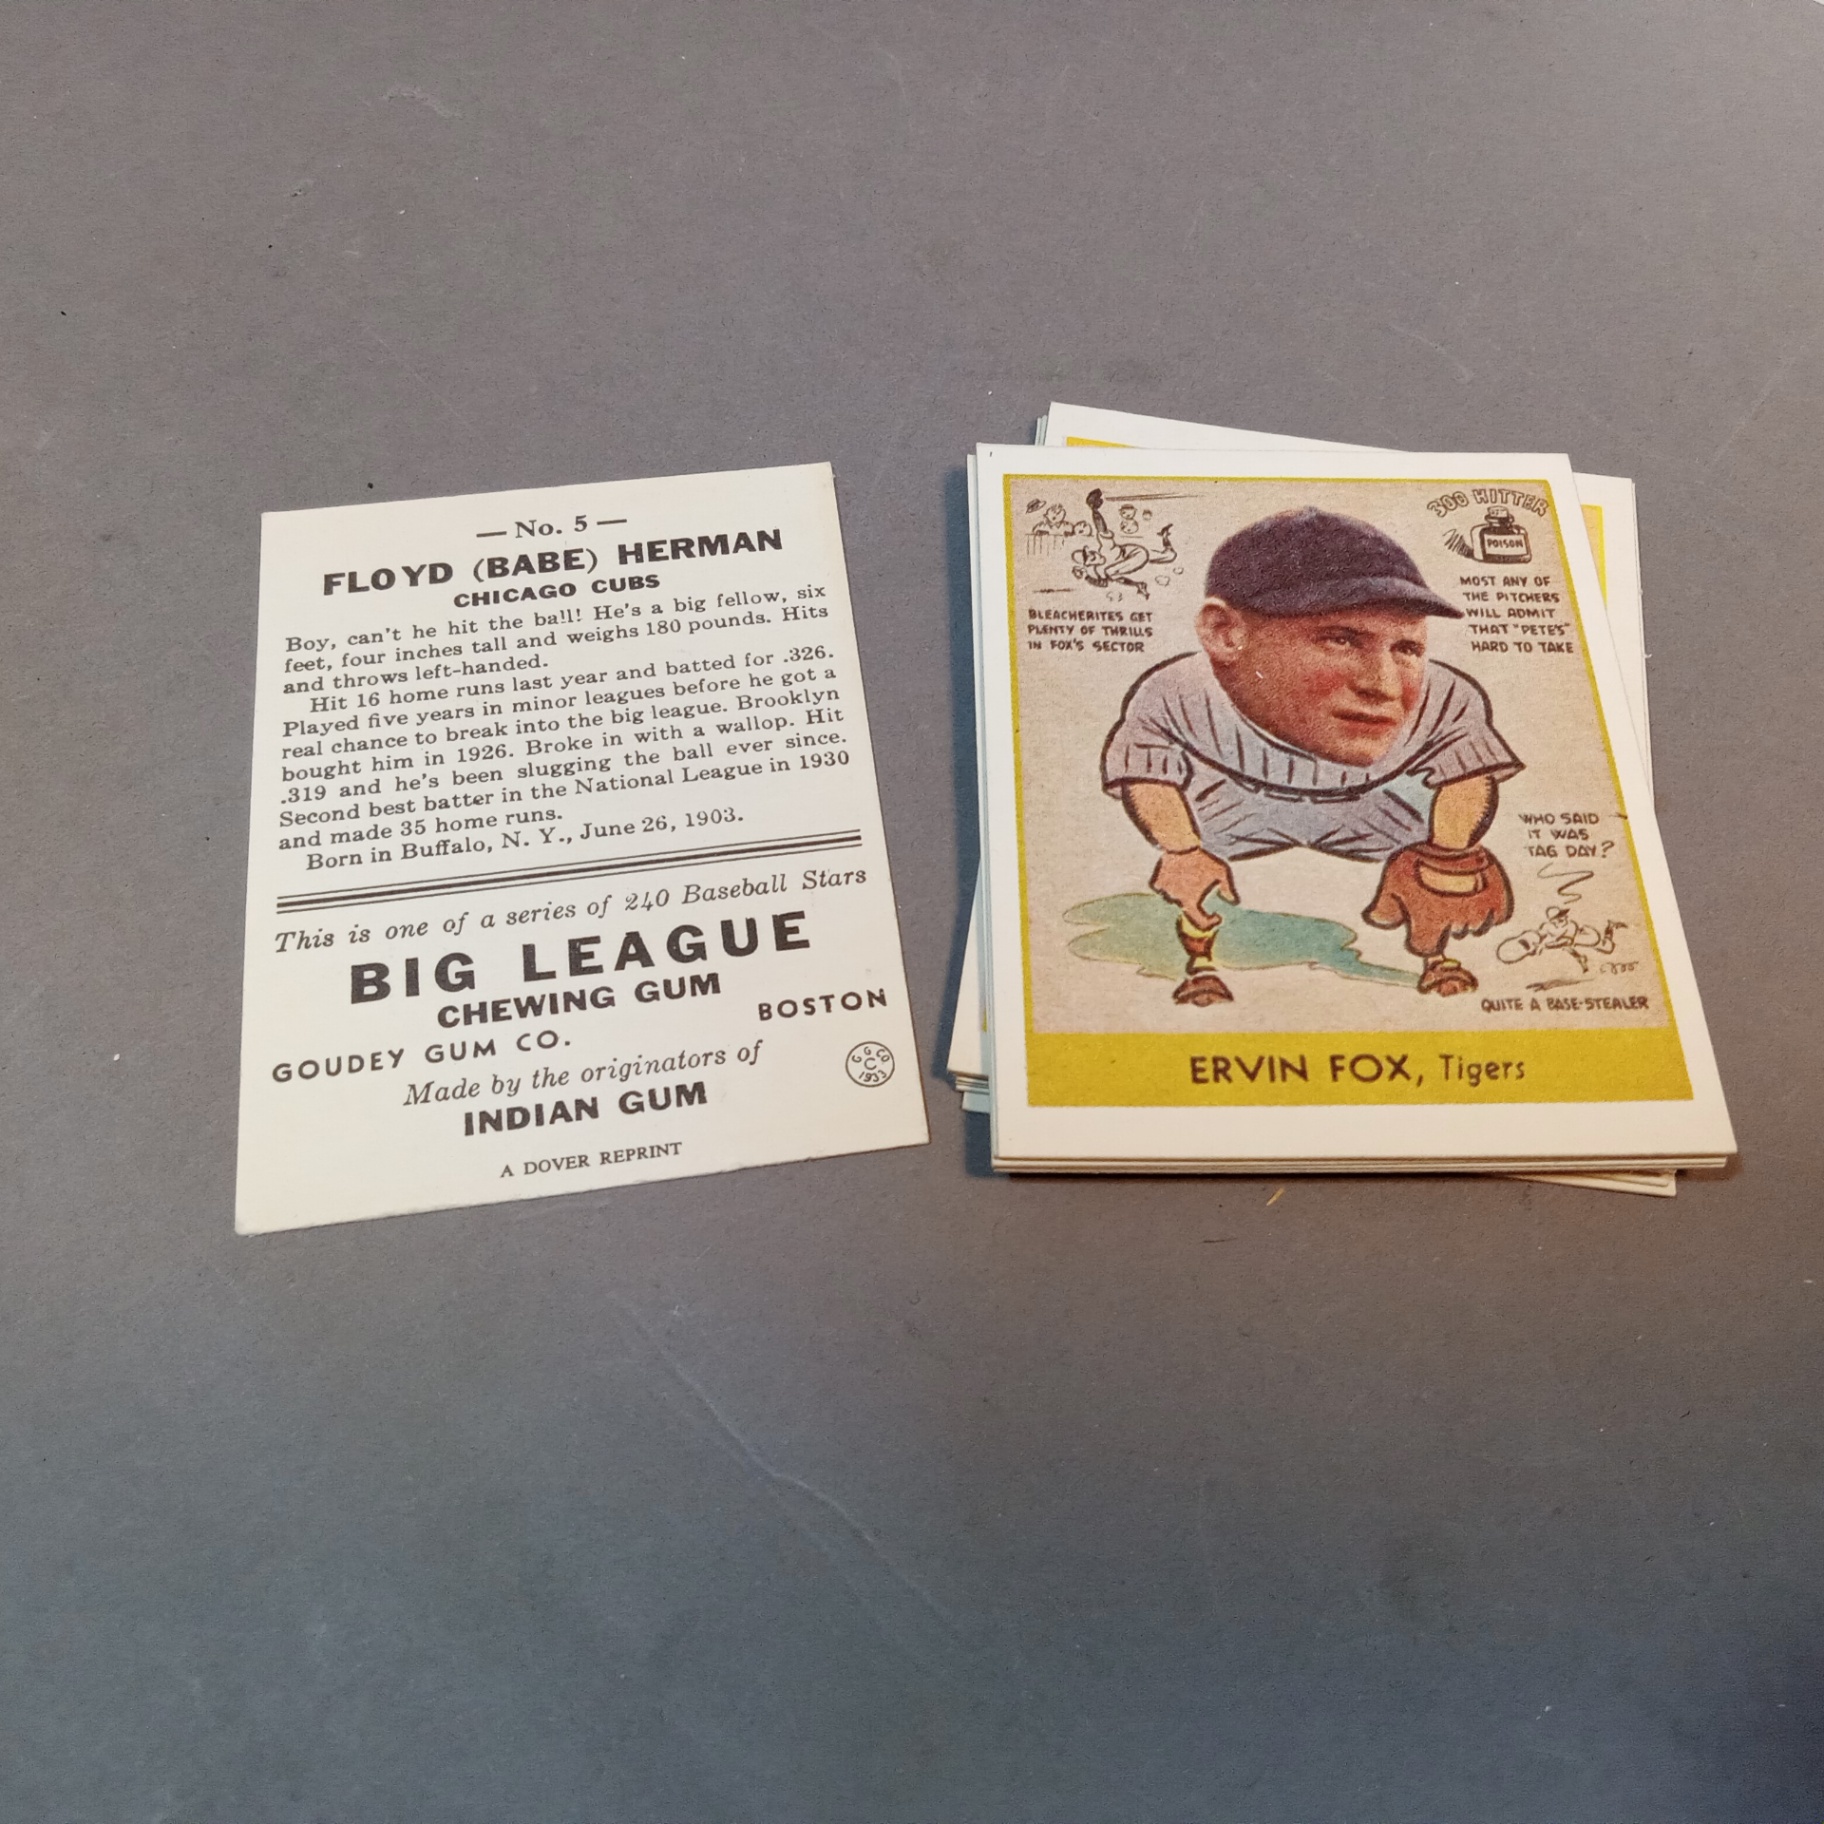 — No. 5 —
FLOYD (BABE) HERMAN
CHICAGO CUBS
Boy, can't he hit the ball! He's a big fellow, six
feet, four inches tall and weighs 180 pounds. Hits
and throws left-handed.
Hit 16 home runs last year and batted for .326.
Played five years in minor leagues before he got a
real chance to break into the big league. Brooklyn
bought him in 1926. Broke in with a wallop. Hit
.319 and he's been slugging the ball ever since.
Second best batter in the National League in 1930
and made 35 home runs.
Born in Buffalo, N. Y., June 26, 1903.
This is one of a series of 240 Baseball Stars
BIG LEAGUE
CHEWING GUM
GOUDEY GUM CO. BOSTON
Made by the originators of
INDIAN GUM
G G CO
C
1933
A DOVER REPRINT
BLEACHERITES GET
PLENTY OF THRILLS
IN FOX'S SECTOR
300 HITTER
POISON
MOST ANY OF
THE PITCHERS
WILL ADMIT
THAT "PETE'S"
HARD TO TAKE
WHO SAID
IT WAS
TAG DAY?
QUITE A BASE-STEALER
ERVIN FOX, Tigers